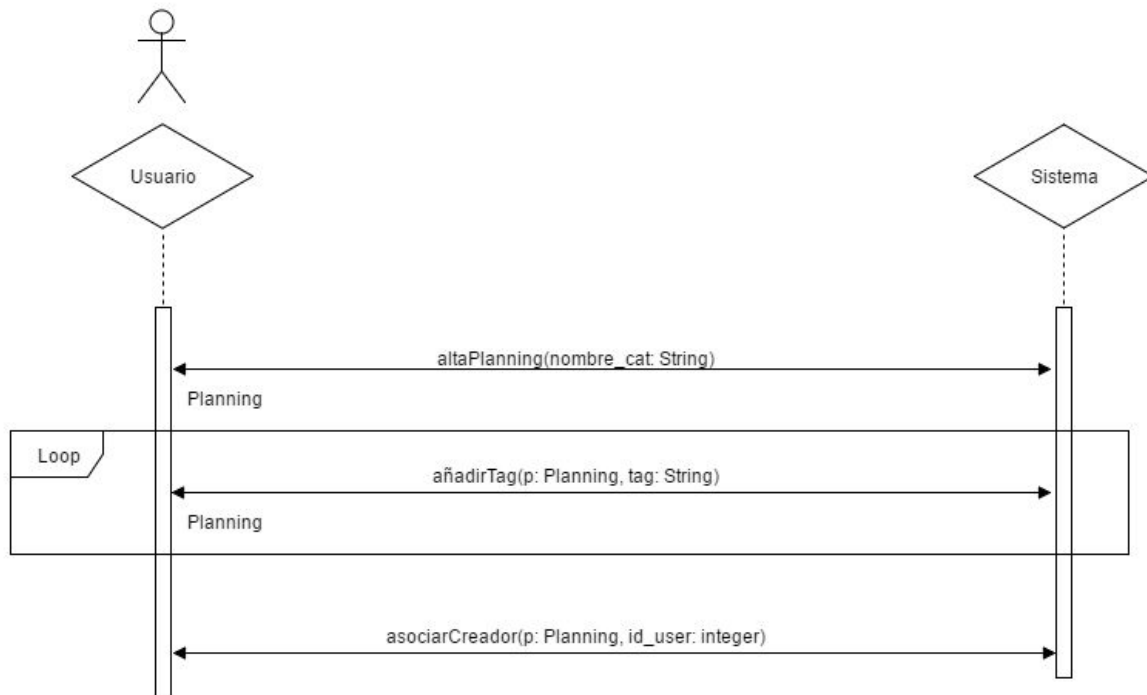 Usuario
Sistema
altaPlanning(nombre_cat: String)
Planning
Loop
añadirTag(p: Planning, tag: String)
Planning
asociarCreador(p: Planning, id_user: integer)